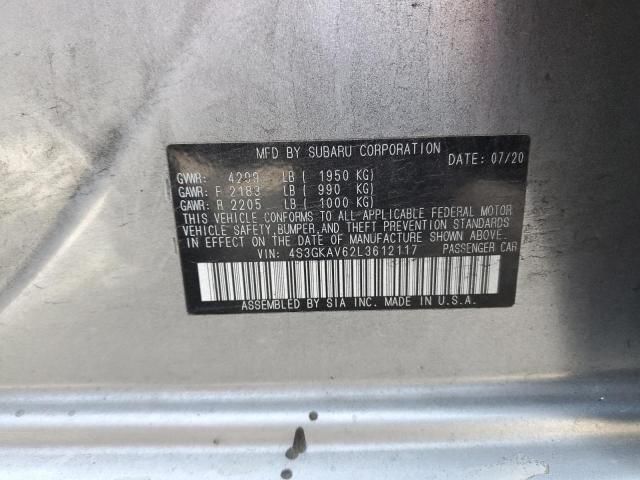 MFD BY SUBARU CORPORATION DATE: 07/20
GVWR: 4299 LB ( 1950 KG)
GAWR: F 2183 LB ( 990 KG)
GAWR: R 2205 LB ( 1000 KG)
THIS VEHICLE CONFORMS TO ALL APPLICABLE FEDERAL MOTOR
VEHICLE SAFETY, BUMPER, AND THEFT PREVENTION STANDARDS
IN EFFECT ON THE DATE OF MANUFACTURE SHOWN ABOVE.
VIN: 4S3GKAV62L3612117 PASSENGER CAR
ASSEMBLED BY SIA INC. MADE IN U.S.A.